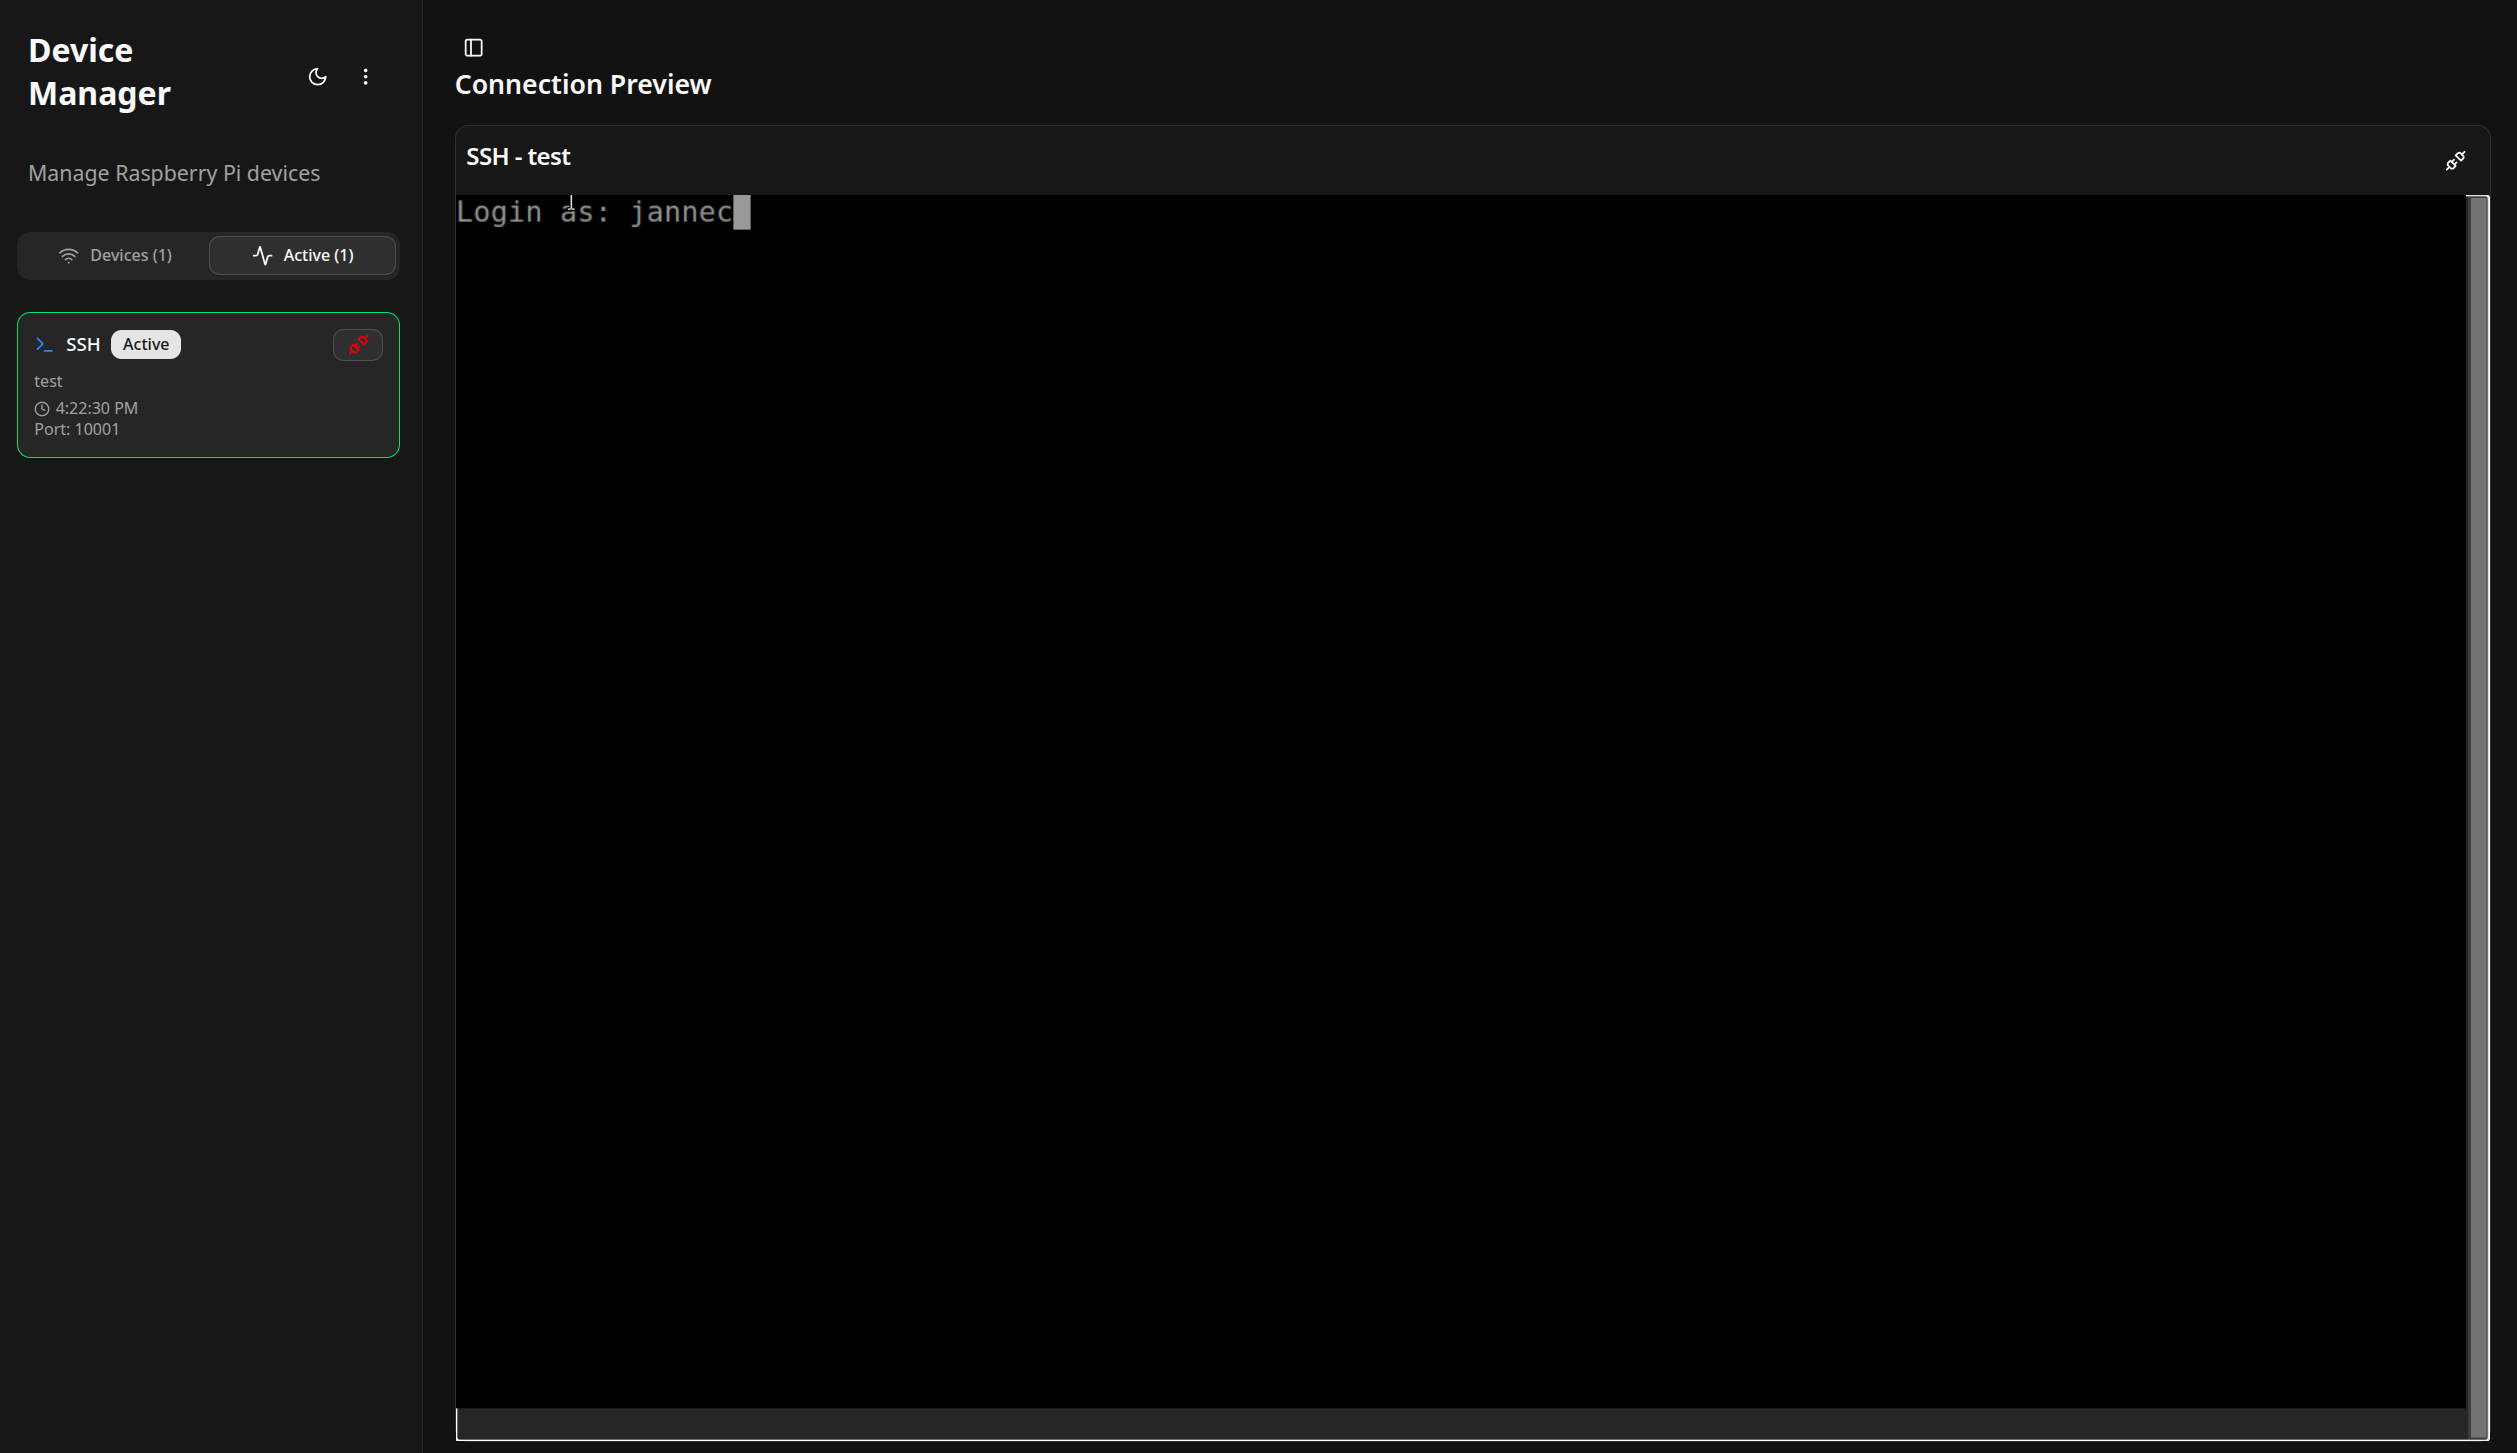 Device
Manager
Manage Raspberry Pi devices
Devices (1)
Active (1)
SSH
Active
test
4:22:30 PM
Port: 10001
Connection Preview
SSH - test
Login as: jannec